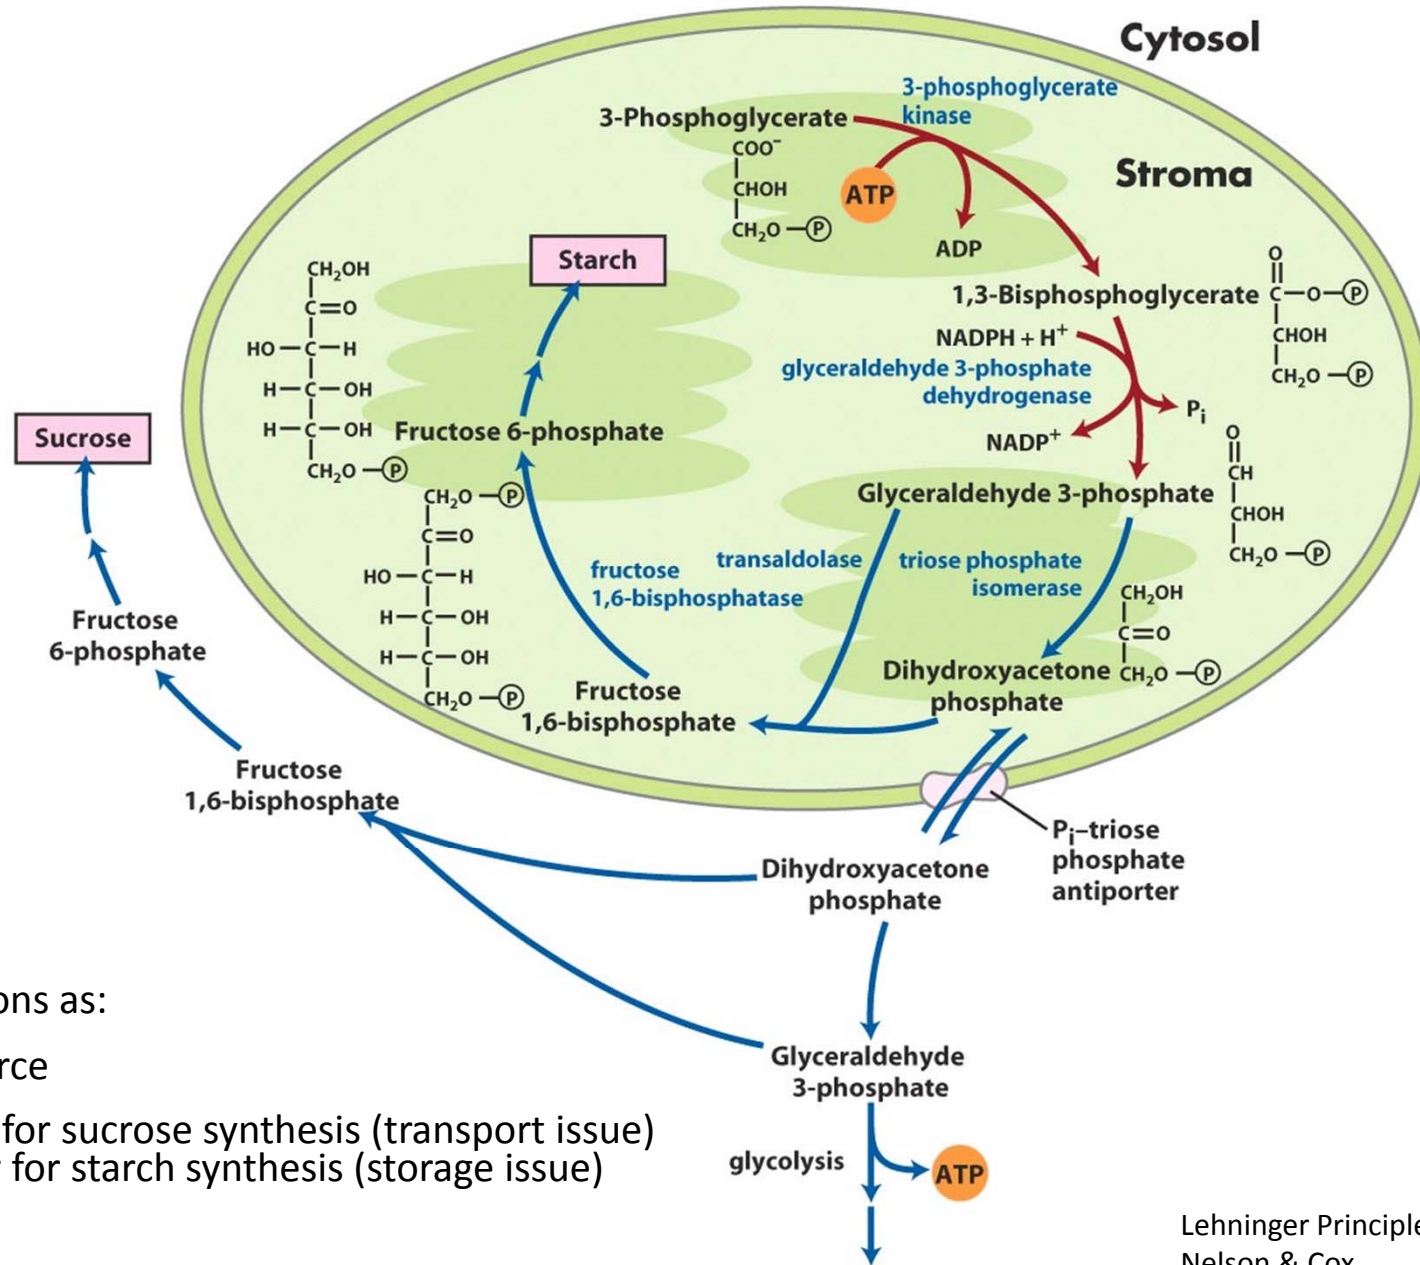 Cytosol
3-phosphoglycerate
kinase
3-Phosphoglycerate
COO⁻
CHOH
CH₂O—Ⓟ
ATP
ADP
Stroma
Starch
1,3-Bisphosphoglycerate
O
C—O—Ⓟ
CHOH
CH₂O—Ⓟ
NADPH + H⁺
glyceraldehyde 3-phosphate
dehydrogenase
Pᵢ
NADP⁺
CH₂OH
C=O
HO—C—H
H—C—OH
H—C—OH
CH₂O—Ⓟ
Fructose 6-phosphate
Sucrose
Glyceraldehyde 3-phosphate
O
CH
CHOH
CH₂O—Ⓟ
CH₂O—Ⓟ
C=O
HO—C—H
H—C—OH
H—C—OH
CH₂O—Ⓟ
fructose
1,6-bisphosphatase
transaldolase
triose phosphate
isomerase
CH₂OH
C=O
CH₂O—Ⓟ
Dihydroxyacetone
phosphate
Fructose
1,6-bisphosphate
Fructose
6-phosphate
Fructose
1,6-bisphosphate
Pᵢ–triose
phosphate
antiporter
Dihydroxyacetone
phosphate
Glyceraldehyde
3-phosphate
glycolysis
ATP
ons as:
rce
for sucrose synthesis (transport issue)
for starch synthesis (storage issue)
Lehninger Principle
Nelson & Cox